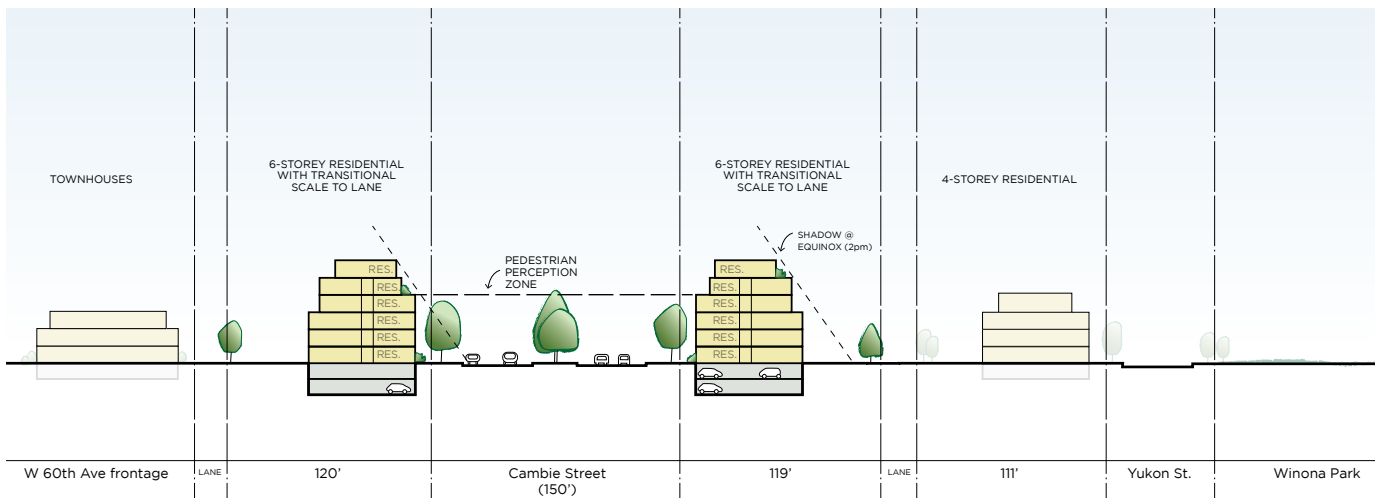 TOWNHOUSES
6-STOREY RESIDENTIAL
WITH TRANSITIONAL
SCALE TO LANE
6-STOREY RESIDENTIAL
WITH TRANSITIONAL
SCALE TO LANE
4-STOREY RESIDENTIAL
SHADOW @
EQUINOX (2pm)
PEDESTRIAN
PERCEPTION
ZONE
RES.
RES.
RES.
RES.
RES.
RES.
RES.
RES.
RES.
RES.
RES.
RES.
W 60th Ave frontage
LANE
120'
Cambie Street
(150')
119'
LANE
111'
Yukon St.
Winona Park